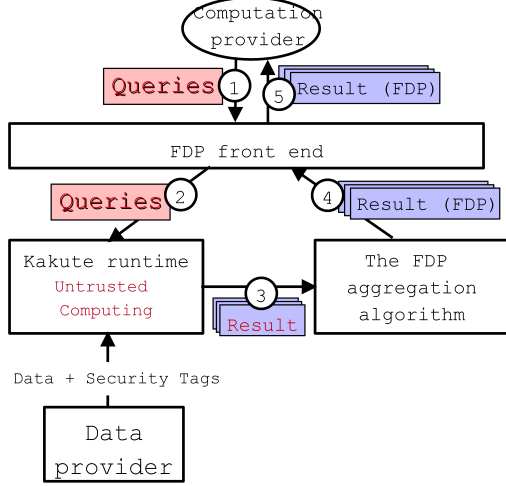 Computation
provider
Queries
1
5
Result (FDP)
FDP front end
Queries
2
4
Result (FDP)
Kakute runtime
Untrusted
Computing
3
Result
The FDP
aggregation
algorithm
Data + Security Tags
Data
provider